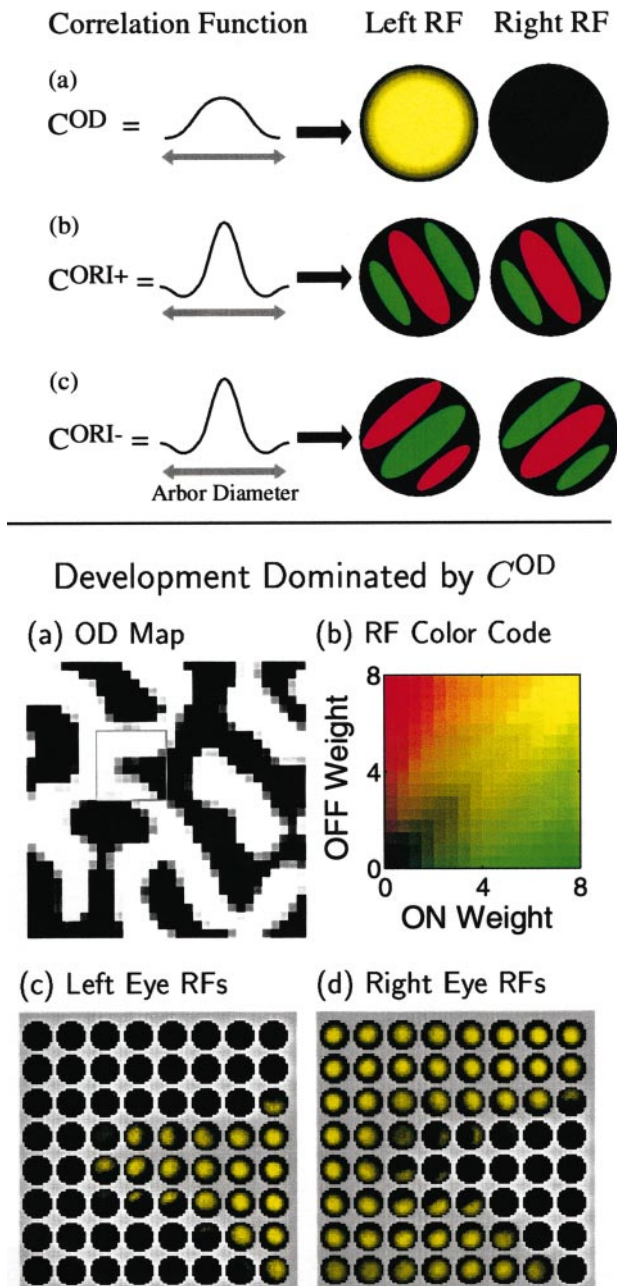 Correlation Function Left RF Right RF
(a)
C^OD =
(b)
C^ORI+ =
(c)
C^ORI- =
Arbor Diameter
Development Dominated by C^OD
(a) OD Map
(b) RF Color Code
8
4
0
OFF Weight
0 4 8
ON Weight
(c) Left Eye RFs
(d) Right Eye RFs